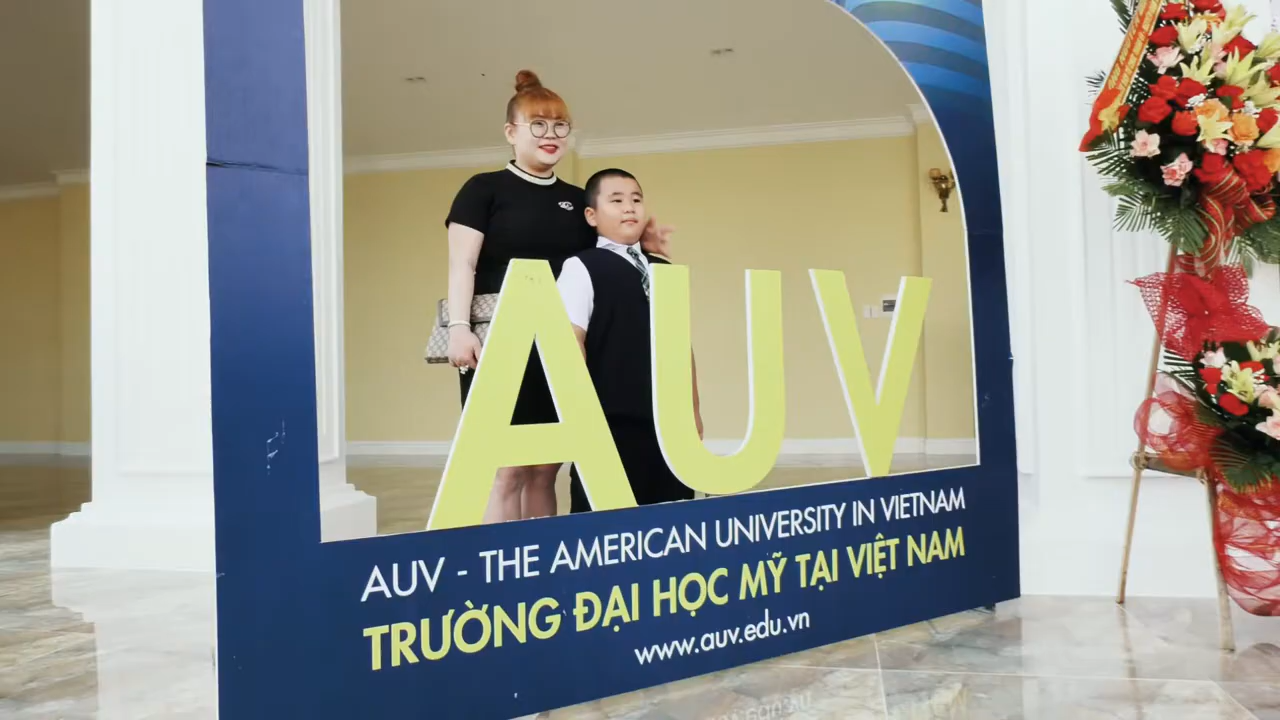 AUV
AUV - THE AMERICAN UNIVERSITY IN VIETNAM
TRƯỜNG ĐẠI HỌC MỸ TẠI VIỆT NAM
www.auv.edu.vn